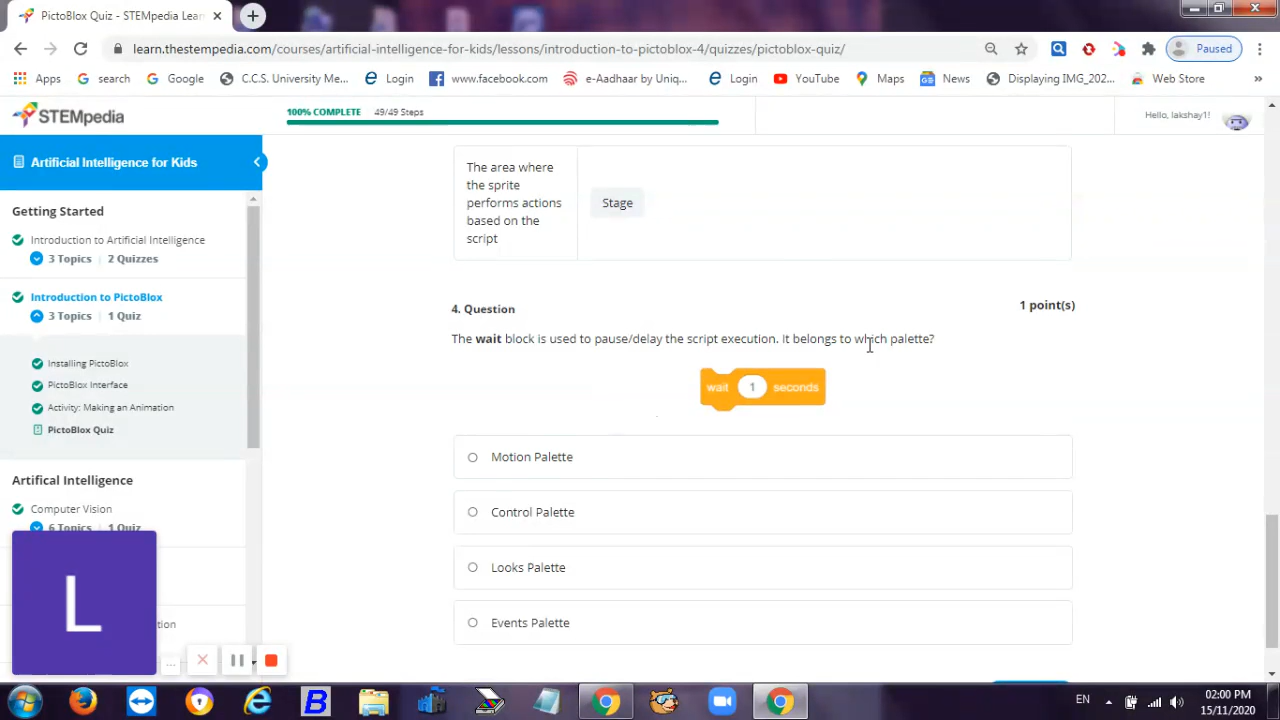 PictoBlox Quiz - STEMpedia Lear
learn.thestempedia.com/courses/artificial-intelligence-for-kids/lessons/introduction-to-pictoblox-4/quizzes/pictoblox-quiz/
Paused
Apps
search
Google
C.C.S. University Me...
Login
www.facebook.com
e-Aadhaar by Uniq...
Login
YouTube
Maps
News
Displaying IMG_202...
Web Store
»
STEMpedia
100% COMPLETE 49/49 Steps
Hello, lakshay1!
Artificial Intelligence for Kids
Getting Started
Introduction to Artificial Intelligence
3 Topics | 2 Quizzes
Introduction to PictoBlox
3 Topics | 1 Quiz
Installing PictoBlox
PictoBlox Interface
Activity: Making an Animation
PictoBlox Quiz
Artifical Intelligence
Computer Vision
6 Topics | 1 Quiz
L
tion
...
The area where
the sprite
performs actions
based on the
script
Stage
4. Question
1 point(s)
The wait block is used to pause/delay the script execution. It belongs to which palette?
wait 1 seconds
Motion Palette
Control Palette
Looks Palette
Events Palette
B
EN
02:00 PM
15/11/2020